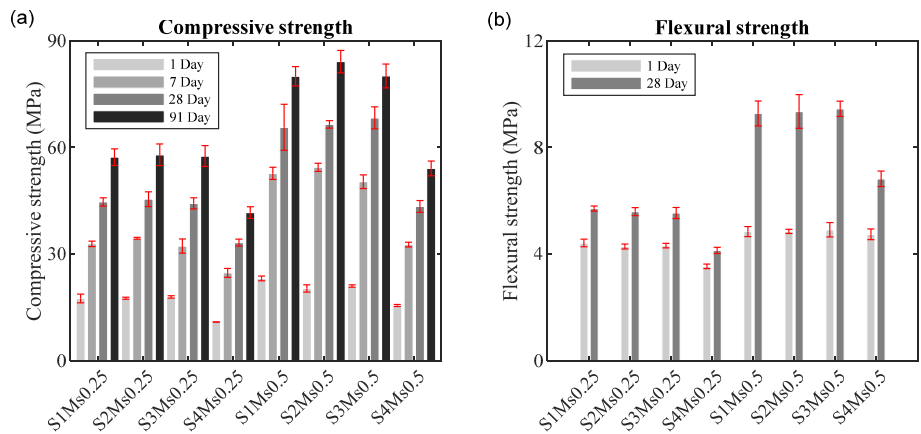 (a)
Compressive strength
Compressive strength (MPa)
90
60
30
0
1 Day
7 Day
28 Day
91 Day
S1Ms0.25
S2Ms0.25
S3Ms0.25
S4Ms0.25
S1Ms0.5
S2Ms0.5
S3Ms0.5
S4Ms0.5
(b)
Flexural strength
Flexural strength (MPa)
12
8
4
0
1 Day
28 Day
S1Ms0.25
S2Ms0.25
S3Ms0.25
S4Ms0.25
S1Ms0.5
S2Ms0.5
S3Ms0.5
S4Ms0.5